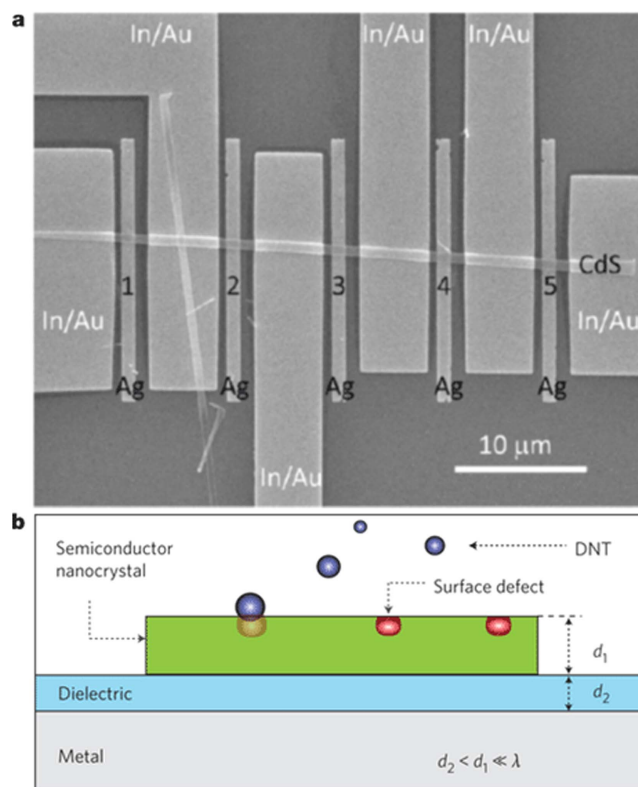 a
In/Au
In/Au
In/Au
CdS
1
2
3
4
5
In/Au
In/Au
Ag
Ag
Ag
Ag
Ag
In/Au
10 μm
b
Semiconductor
nanocrystal
DNT
Surface defect
d₁
Dielectric
d₂
Metal
d₂ < d₁ ≪ λ